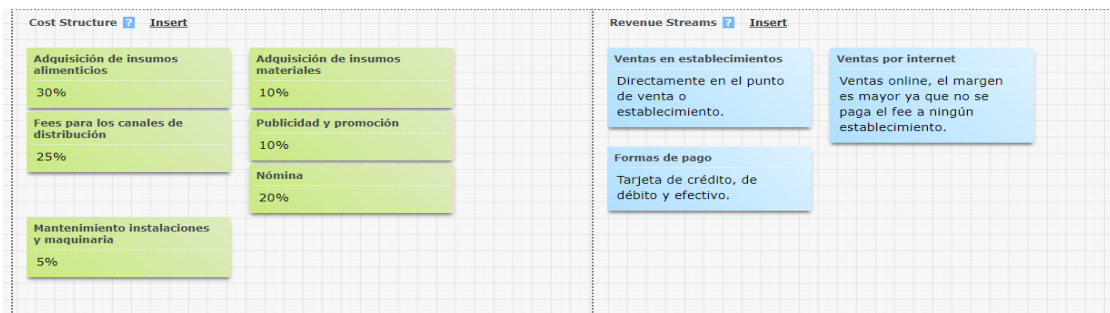 Cost Structure ? Insert
Adquisición de insumos
alimenticios
30%
Adquisición de insumos
materiales
10%
Fees para los canales de
distribución
25%
Publicidad y promoción
10%
Nómina
20%
Mantenimiento instalaciones
y maquinaria
5%
Revenue Streams ? Insert
Ventas en establecimientos
Directamente en el punto
de venta o
establecimiento.
Ventas por internet
Ventas online, el margen
es mayor ya que no se
paga el fee a ningún
establecimiento.
Formas de pago
Tarjeta de crédito, de
débito y efectivo.